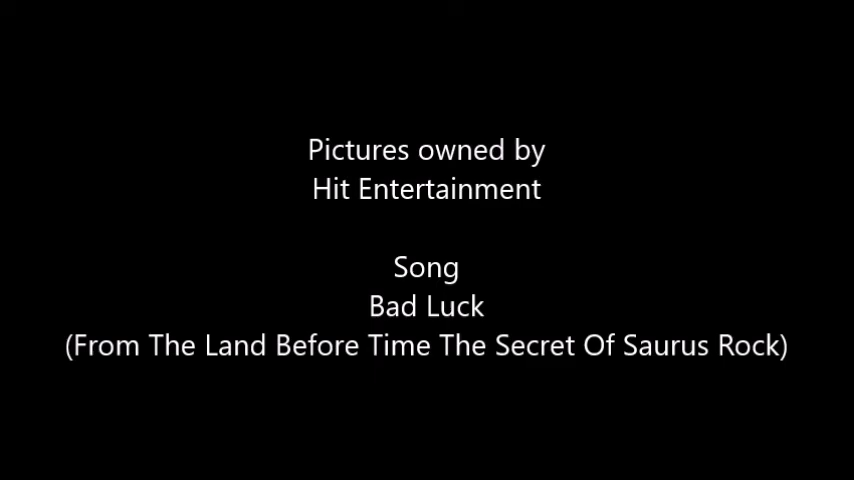 Pictures owned by
Hit Entertainment
Song
Bad Luck
(From The Land Before Time The Secret Of Saurus Rock)